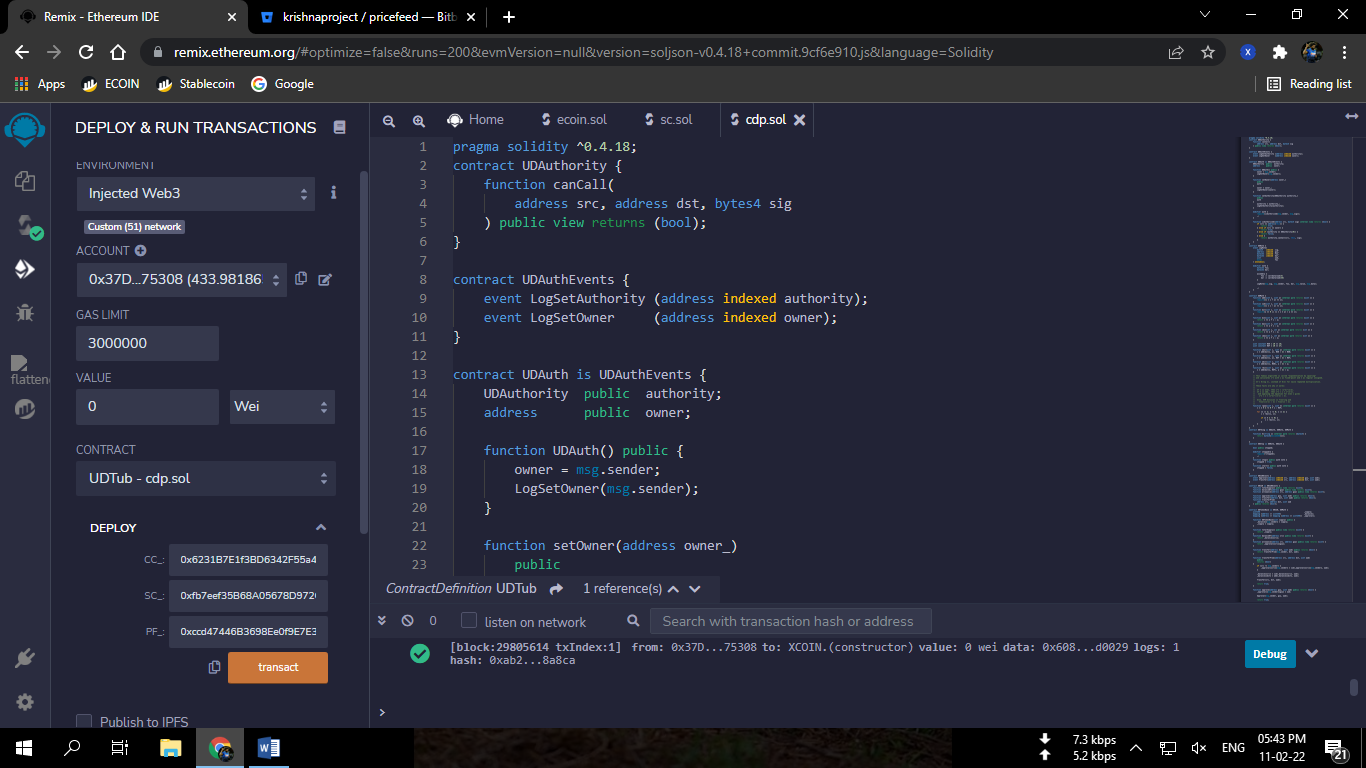 Remix - Ethereum IDE
krishnaproject / pricefeed — Bitb
remix.ethereum.org/#optimize=false&runs=200&evmVersion=null&version=soljson-v0.4.18+commit.9cf6e910.js&language=Solidity
X
Apps
ECOIN
Stablecoin
Google
Reading list
DEPLOY & RUN TRANSACTIONS
ENVIRONMENT
Injected Web3
Custom (51) network
ACCOUNT
0x37D...75308 (433.98186
GAS LIMIT
3000000
flattene
VALUE
0
Wei
CONTRACT
UDTub - cdp.sol
DEPLOY
CC_:
0x6231B7E1f3BD6342F55a4
SC_:
0xfb7eef35B68A05678D972
PF_:
0xccd47446B3698Ee0f9E7E3
transact
Publish to IPFS
Home
ecoin.sol
sc.sol
cdp.sol
1 pragma solidity ^0.4.18;
2 contract UDAuthority {
3 function canCall(
4 address src, address dst, bytes4 sig
5 ) public view returns (bool);
6 }
7
8 contract UDAuthEvents {
9 event LogSetAuthority (address indexed authority);
10 event LogSetOwner     (address indexed owner);
11 }
12
13 contract UDAuth is UDAuthEvents {
14 UDAuthority  public  authority;
15 address      public  owner;
16
17 function UDAuth() public {
18 owner = msg.sender;
19 LogSetOwner(msg.sender);
20 }
21
22 function setOwner(address owner_)
23 public
ContractDefinition UDTub
1 reference(s)
0
listen on network
Search with transaction hash or address
[block:29805614 txIndex:1] from: 0x37D...75308 to: XCOIN.(constructor) value: 0 wei data: 0x608...d0029 logs: 1
hash: 0xab2...8a8ca
Debug
>
7.3 kbps
5.2 kbps
ENG
05:43 PM
11-02-22
21